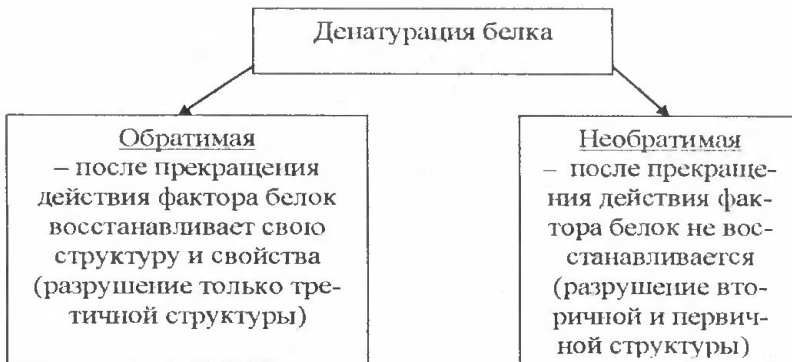 Денатурация белка
Обратимая
– после прекращения
действия фактора белок
восстанавливает свою
структуру и свойства
(разрушение только тре-
тичной структуры)
Необратимая
– после прекраще-
ния действия фак-
тора белок не вос-
станавливается
(разрушение вто-
ричной и первич-
ной структуры)